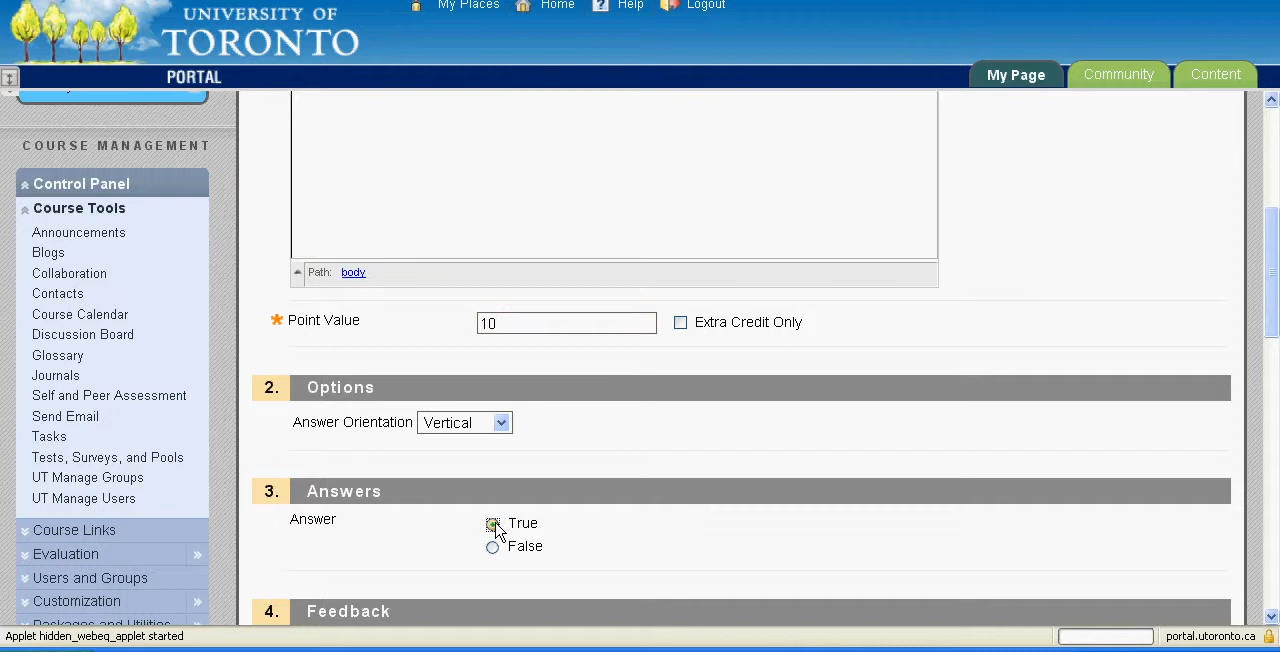 UNIVERSITY OF
TORONTO
My Places
Home
? Help
Logout
PORTAL
My Page
Community
Content
COURSE MANAGEMENT
Control Panel
Course Tools
Announcements
Blogs
Collaboration
Contacts
Course Calendar
Discussion Board
Glossary
Journals
Self and Peer Assessment
Send Email
Tasks
Tests, Surveys, and Pools
UT Manage Groups
UT Manage Users
Course Links
Evaluation
Users and Groups
Customization
Packages and Utilities
Path: body
* Point Value 10 Extra Credit Only
2. Options
Answer Orientation Vertical
3. Answers
Answer
True
False
4. Feedback
Applet hidden_webeq_applet started
portal.utoronto.ca